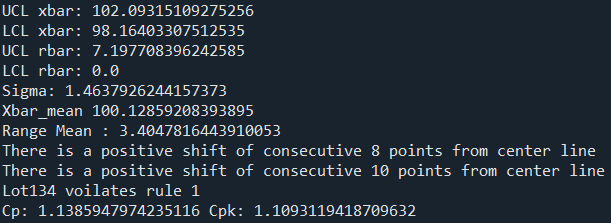 UCL xbar: 102.09315109275256
LCL xbar: 98.16403307512535
UCL rbar: 7.197708396242585
LCL rbar: 0.0
Sigma: 1.4637926244157373
Xbar_mean 100.12859208393895
Range Mean : 3.4047816443910053
There is a positive shift of consecutive 8 points from center line
There is a positive shift of consecutive 10 points from center line
Lot134 voilates rule 1
Cp: 1.1385947974235116 Cpk: 1.1093119418709632